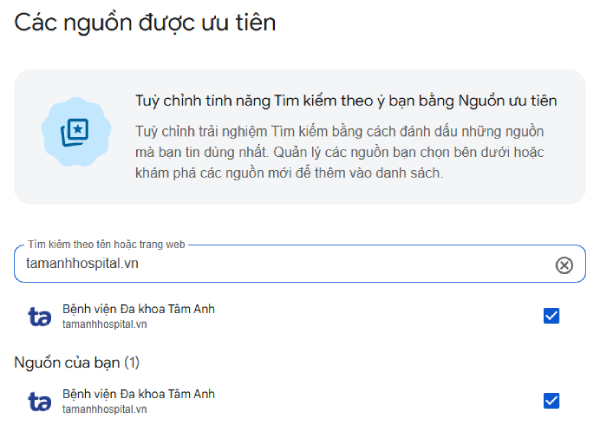 Các nguồn được ưu tiên
Tuỳ chỉnh tính năng Tìm kiếm theo ý bạn bằng Nguồn ưu tiên
Tuỳ chỉnh trải nghiệm Tìm kiếm bằng cách đánh dấu những nguồn
mà bạn tin dùng nhất. Quản lý các nguồn bạn chọn bên dưới hoặc
khám phá các nguồn mới để thêm vào danh sách.
Tìm kiếm theo tên hoặc trang web
tamanhhospital.vn
ta
Bệnh viện Đa khoa Tâm Anh
tamanhhospital.vn
Nguồn của bạn (1)
ta
Bệnh viện Đa khoa Tâm Anh
tamanhhospital.vn